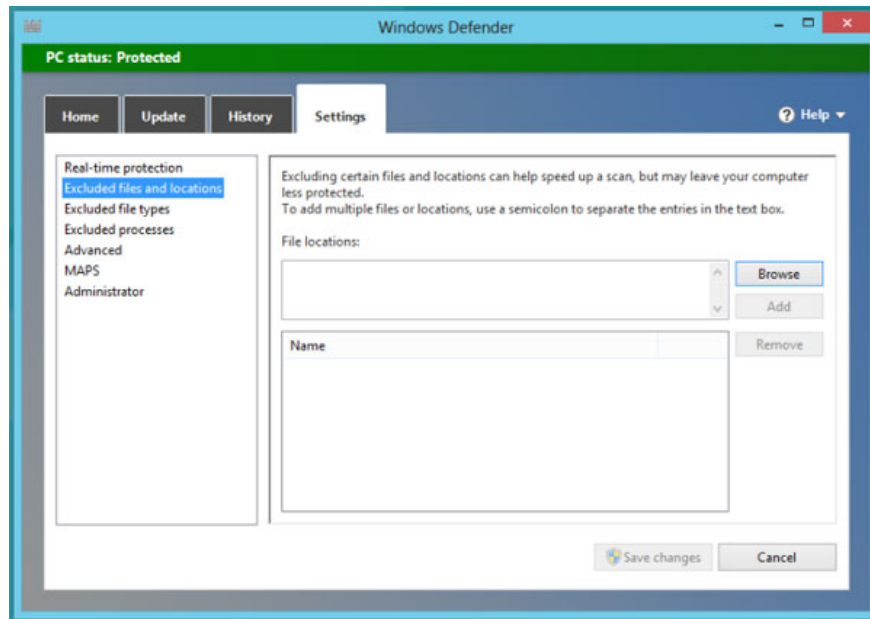 Windows Defender
PC status: Protected
Home
Update
History
Settings
Help
Real-time protection
Excluded files and locations
Excluded file types
Excluded processes
Advanced
MAPS
Administrator
Excluding certain files and locations can help speed up a scan, but may leave your computer
less protected.
To add multiple files or locations, use a semicolon to separate the entries in the text box.
File locations:
Browse
Add
Name
Remove
Save changes
Cancel